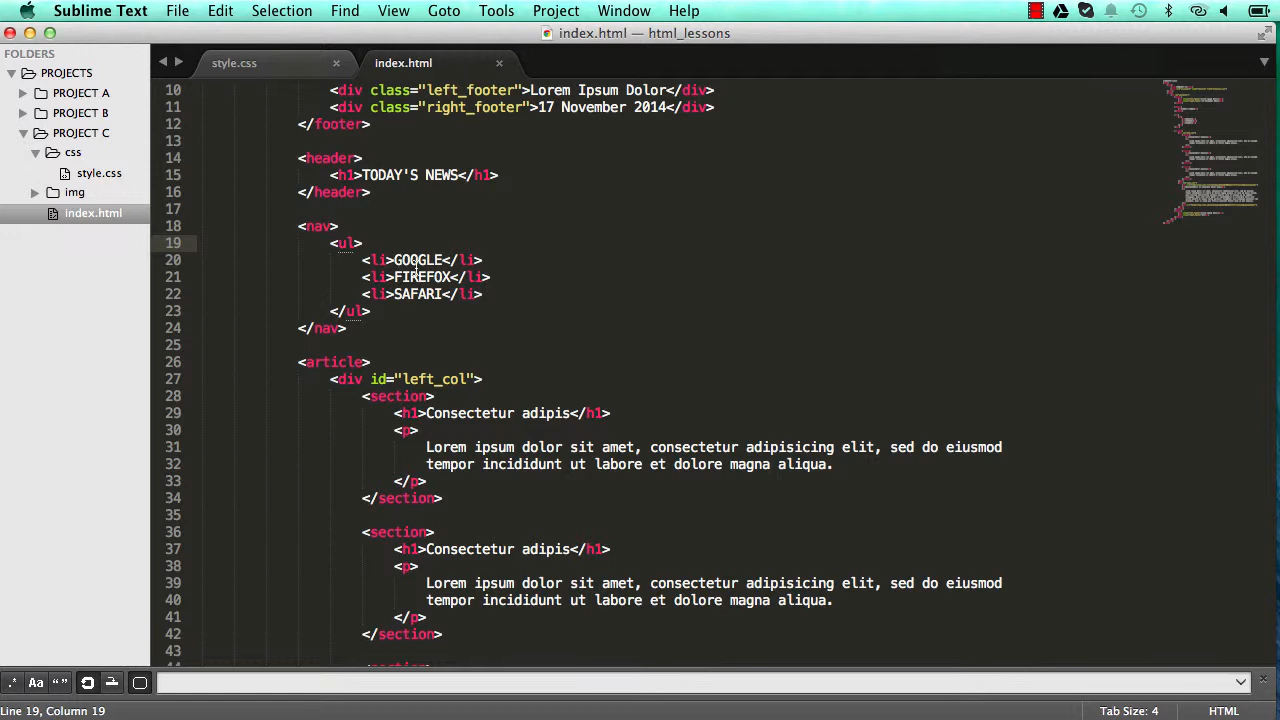 Sublime Text File Edit Selection Find View Goto Tools Project Window Help
index.html — html_lessons
FOLDERS
PROJECTS
PROJECT A
PROJECT B
PROJECT C
css
style.css
img
index.html
style.css × index.html ×
10 <div class="left_footer">Lorem Ipsum Dolor</div>
11 <div class="right_footer">17 November 2014</div>
12 </footer>
13
14 <header>
15 <h1>TODAY'S NEWS</h1>
16 </header>
17
18 <nav>
19 <ul>
20 <li>GOOGLE</li>
21 <li>FIREFOX</li>
22 <li>SAFARI</li>
23 </ul>
24 </nav>
25
26 <article>
27 <div id="left_col">
28 <section>
29 <h1>Consectetur adipis</h1>
30 <p>
31 Lorem ipsum dolor sit amet, consectetur adipisicing elit, sed do eiusmod
32 tempor incididunt ut labore et dolore magna aliqua.
33 </p>
34 </section>
35
36 <section>
37 <h1>Consectetur adipis</h1>
38 <p>
39 Lorem ipsum dolor sit amet, consectetur adipisicing elit, sed do eiusmod
40 tempor incididunt ut labore et dolore magna aliqua.
41 </p>
42 </section>
43
.* Aa “ ”
Line 19, Column 19 Tab Size: 4 HTML